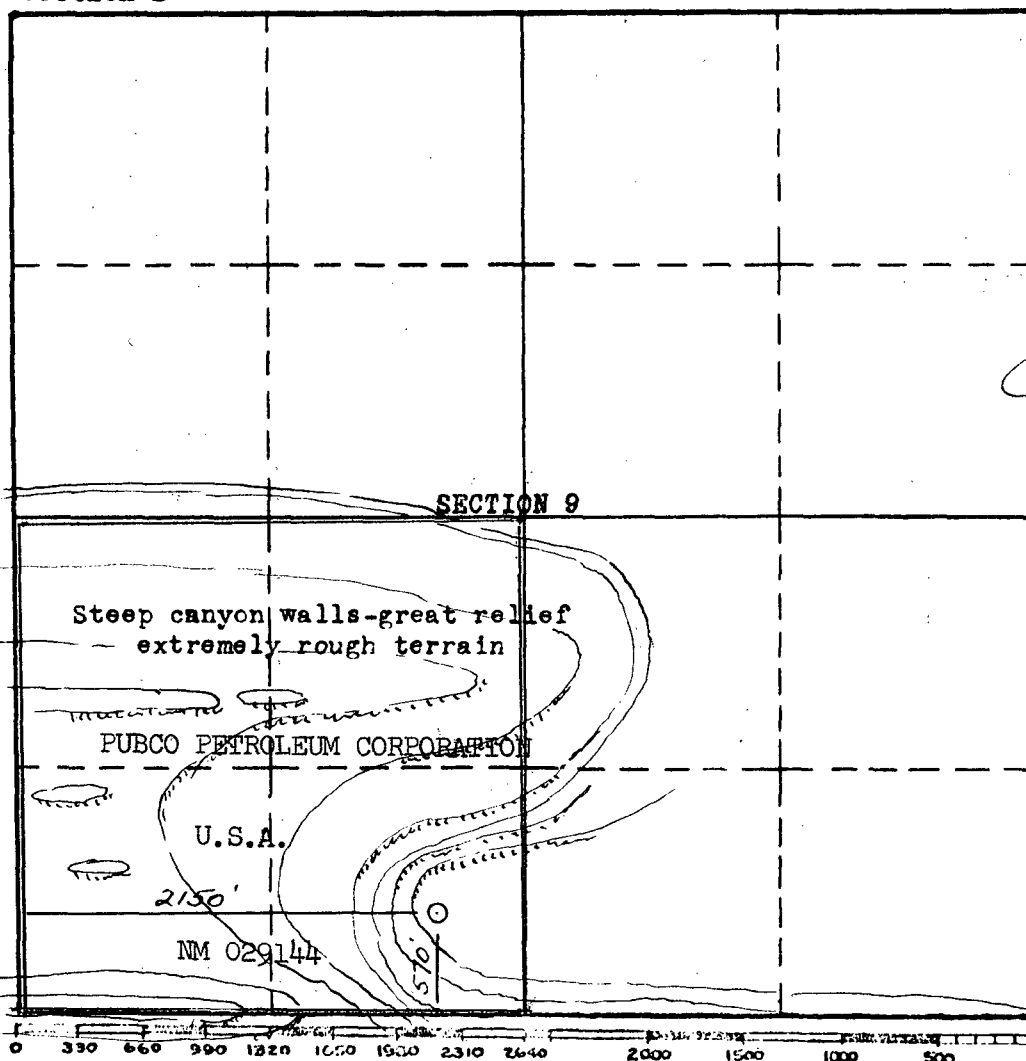 SECTION 9
Steep canyon walls-great relief
extremely rough terrain
PUBCO PETROLEUM CORPORATION
U.S.A.
2150'
NM 029144
570'
0 330 660 990 1320 1650 1980 2310 2640 2000 1500 1000 500